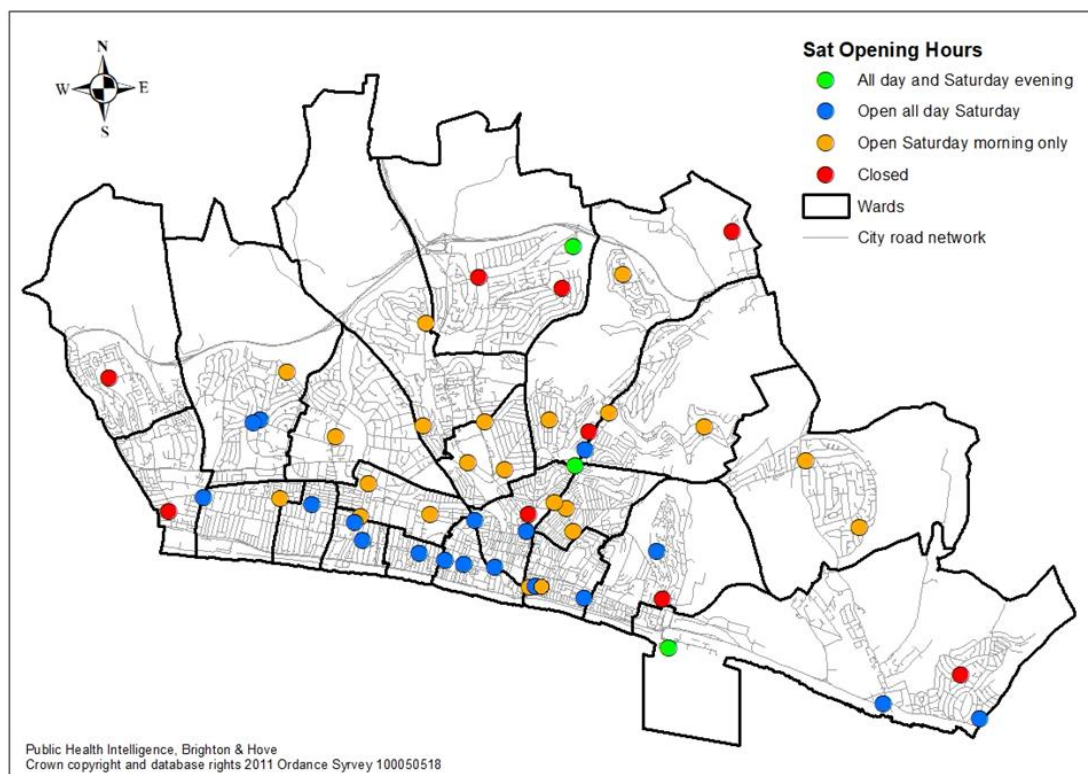 N
W E
S
Sat Opening Hours
All day and Saturday evening
Open all day Saturday
Open Saturday morning only
Closed
Wards
City road network
Public Health Intelligence, Brighton & Hove
Crown copyright and database rights 2011 Ordance Syrvey 100050518